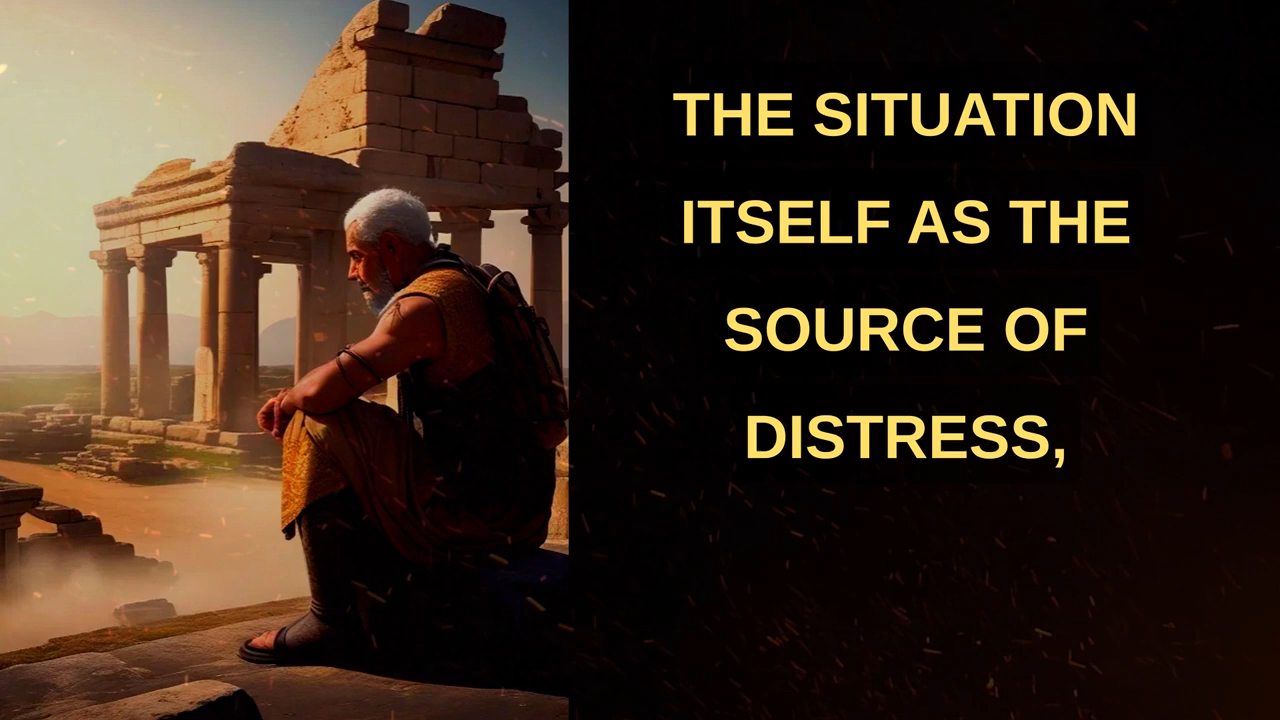 THE SITUATION
ITSELF AS THE
SOURCE OF
DISTRESS,